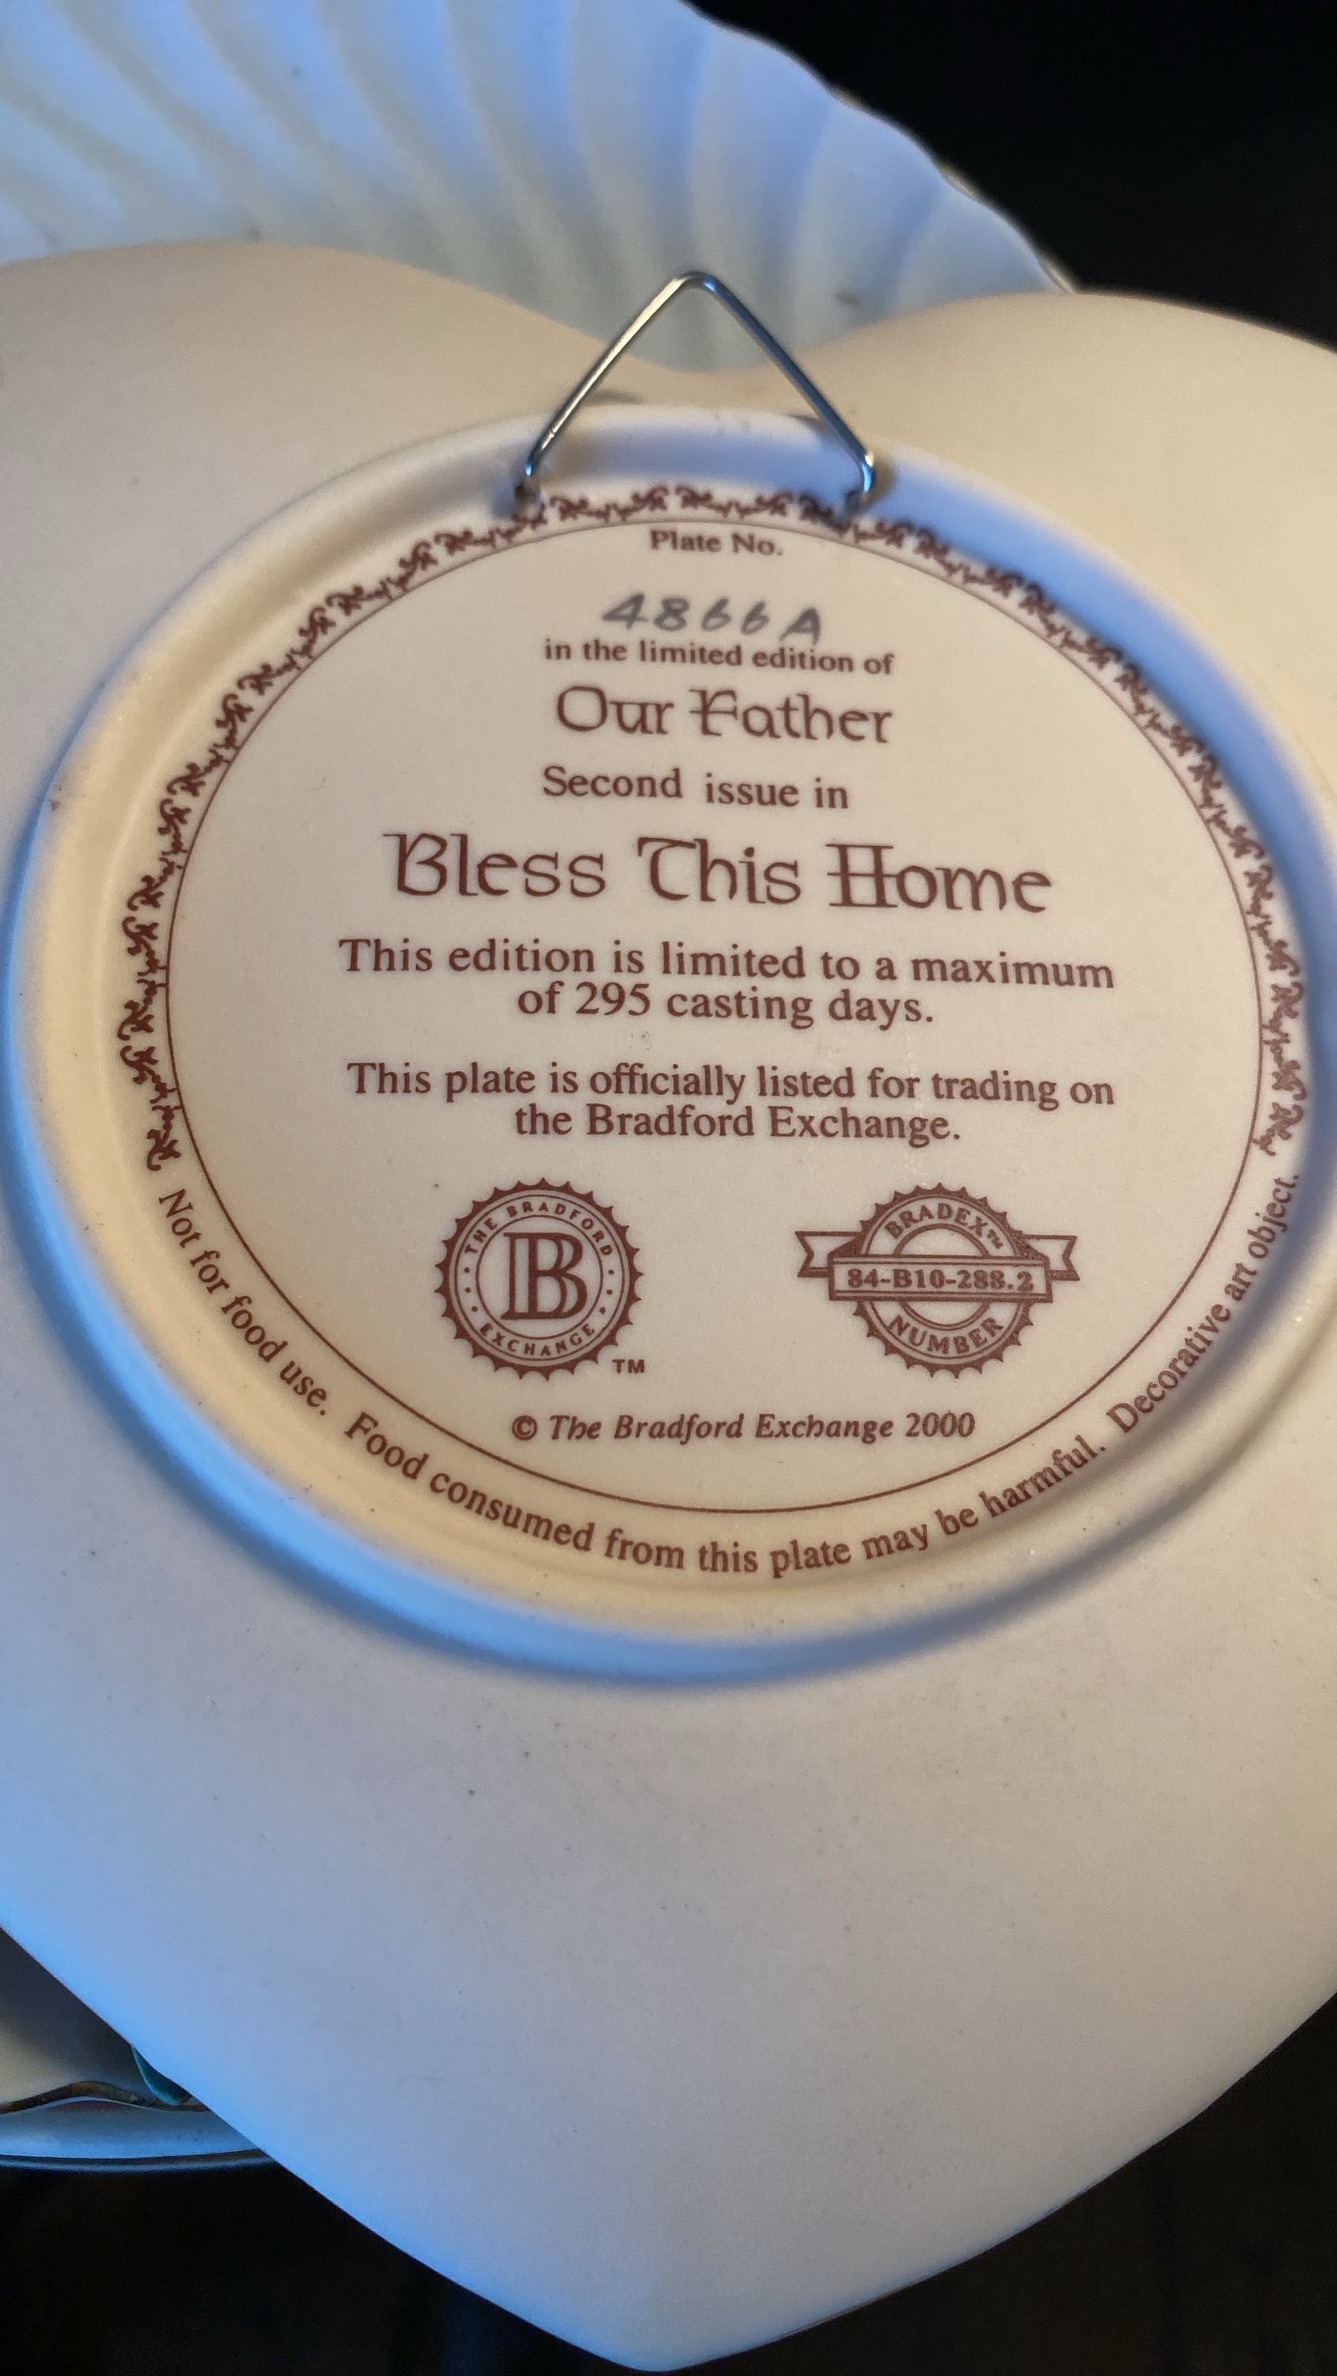 Plate No.
4866A
in the limited edition of
Our Father
Second issue in
Bless This Home
This edition is limited to a maximum
of 295 casting days.
This plate is officially listed for trading on
the Bradford Exchange.
THE BRADFORD
B
EXCHANGE
TM
BRADEX™
84-B10-288.2
NUMBER
© The Bradford Exchange 2000
Not for food use. Food consumed from this plate may be harmful. Decorative art object.